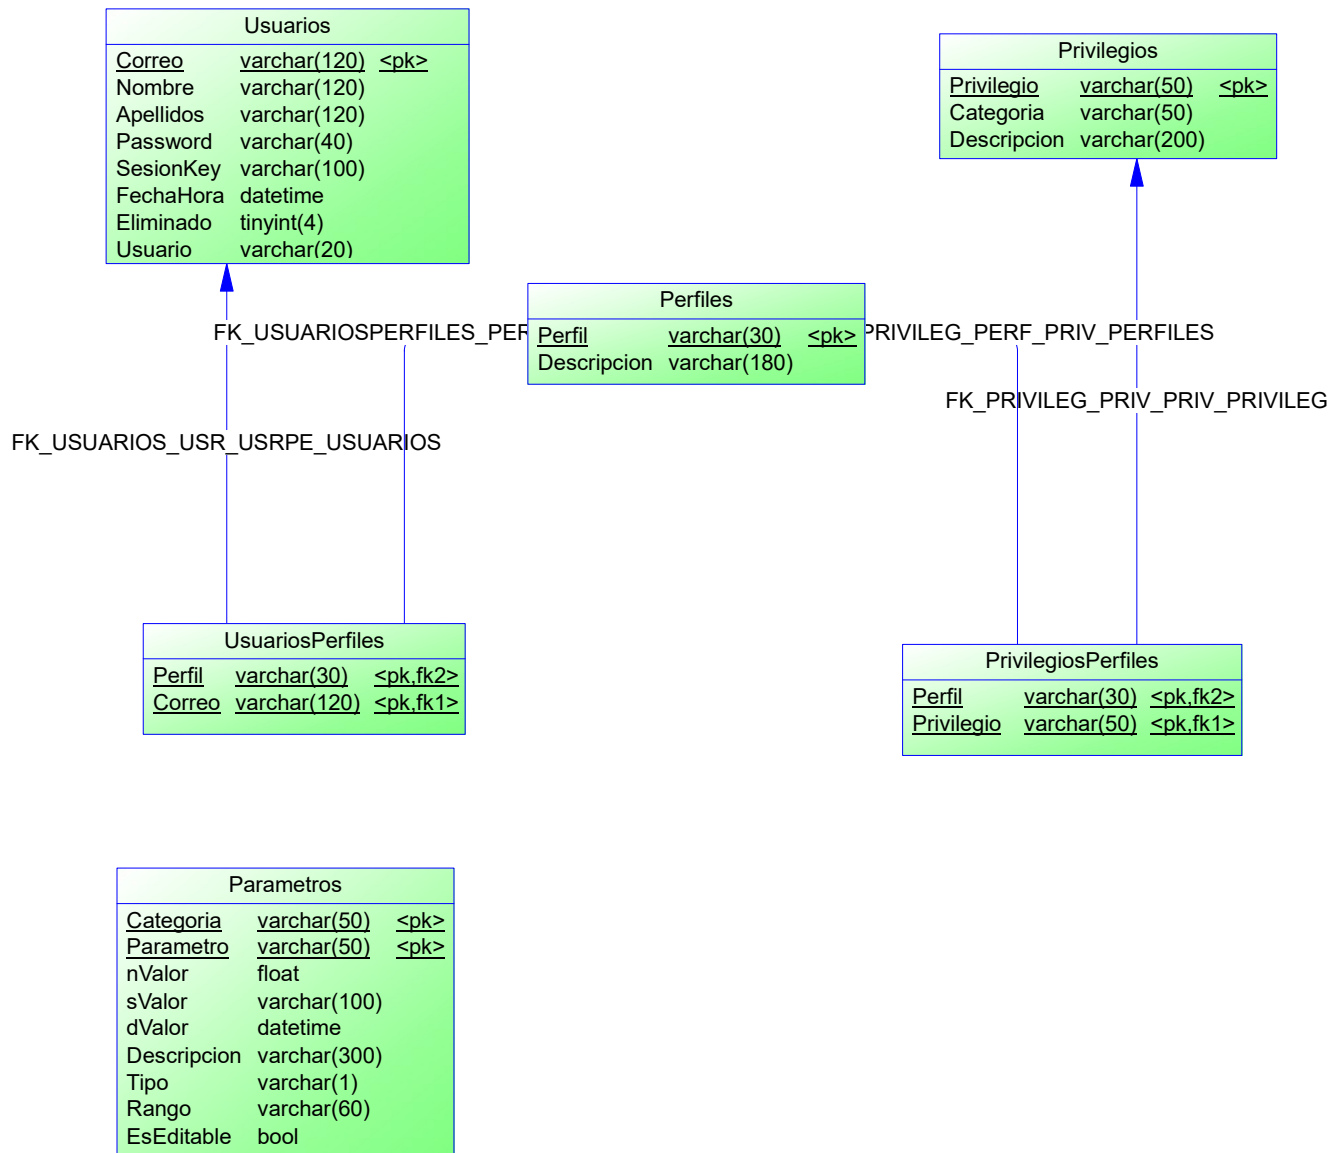 Usuarios
Correo varchar(120) <pk>
Nombre varchar(120)
Apellidos varchar(120)
Password varchar(40)
SesionKey varchar(100)
FechaHora datetime
Eliminado tinyint(4)
Usuario varchar(20)
Privilegios
Privilegio varchar(50) <pk>
Categoria varchar(50)
Descripcion varchar(200)
Perfiles
Perfil varchar(30) <pk>
Descripcion varchar(180)
FK_USUARIOSPERFILES_PER
PRIVILEG_PERF_PRIV_PERFILES
FK_PRIVILEG_PRIV_PRIV_PRIVILEG
FK_USUARIOS_USR_USRPE_USUARIOS
UsuariosPerfiles
Perfil varchar(30) <pk,fk2>
Correo varchar(120) <pk,fk1>
PrivilegiosPerfiles
Perfil varchar(30) <pk,fk2>
Privilegio varchar(50) <pk,fk1>
Parametros
Categoria varchar(50) <pk>
Parametro varchar(50) <pk>
nValor float
sValor varchar(100)
dValor datetime
Descripcion varchar(300)
Tipo varchar(1)
Rango varchar(60)
EsEditable bool